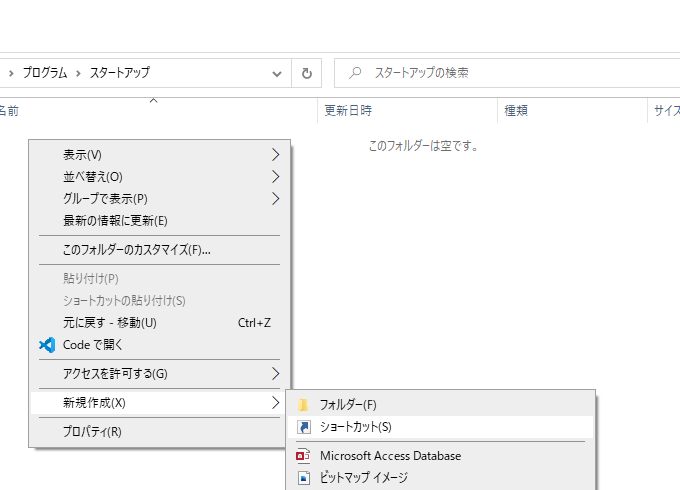 プログラム > スタートアップ
スタートアップの検索
名前 更新日時 種類 サイズ
このフォルダーは空です。
表示(V)
並べ替え(O)
グループで表示(P)
最新の情報に更新(E)
このフォルダーのカスタマイズ(F)...
貼り付け(P)
ショートカットの貼り付け(S)
元に戻す - 移動(U) Ctrl+Z
Code で開く
アクセスを許可する(G)
新規作成(X)
プロパティ(R)
フォルダー(F)
ショートカット(S)
Microsoft Access Database
ビットマップ イメージ